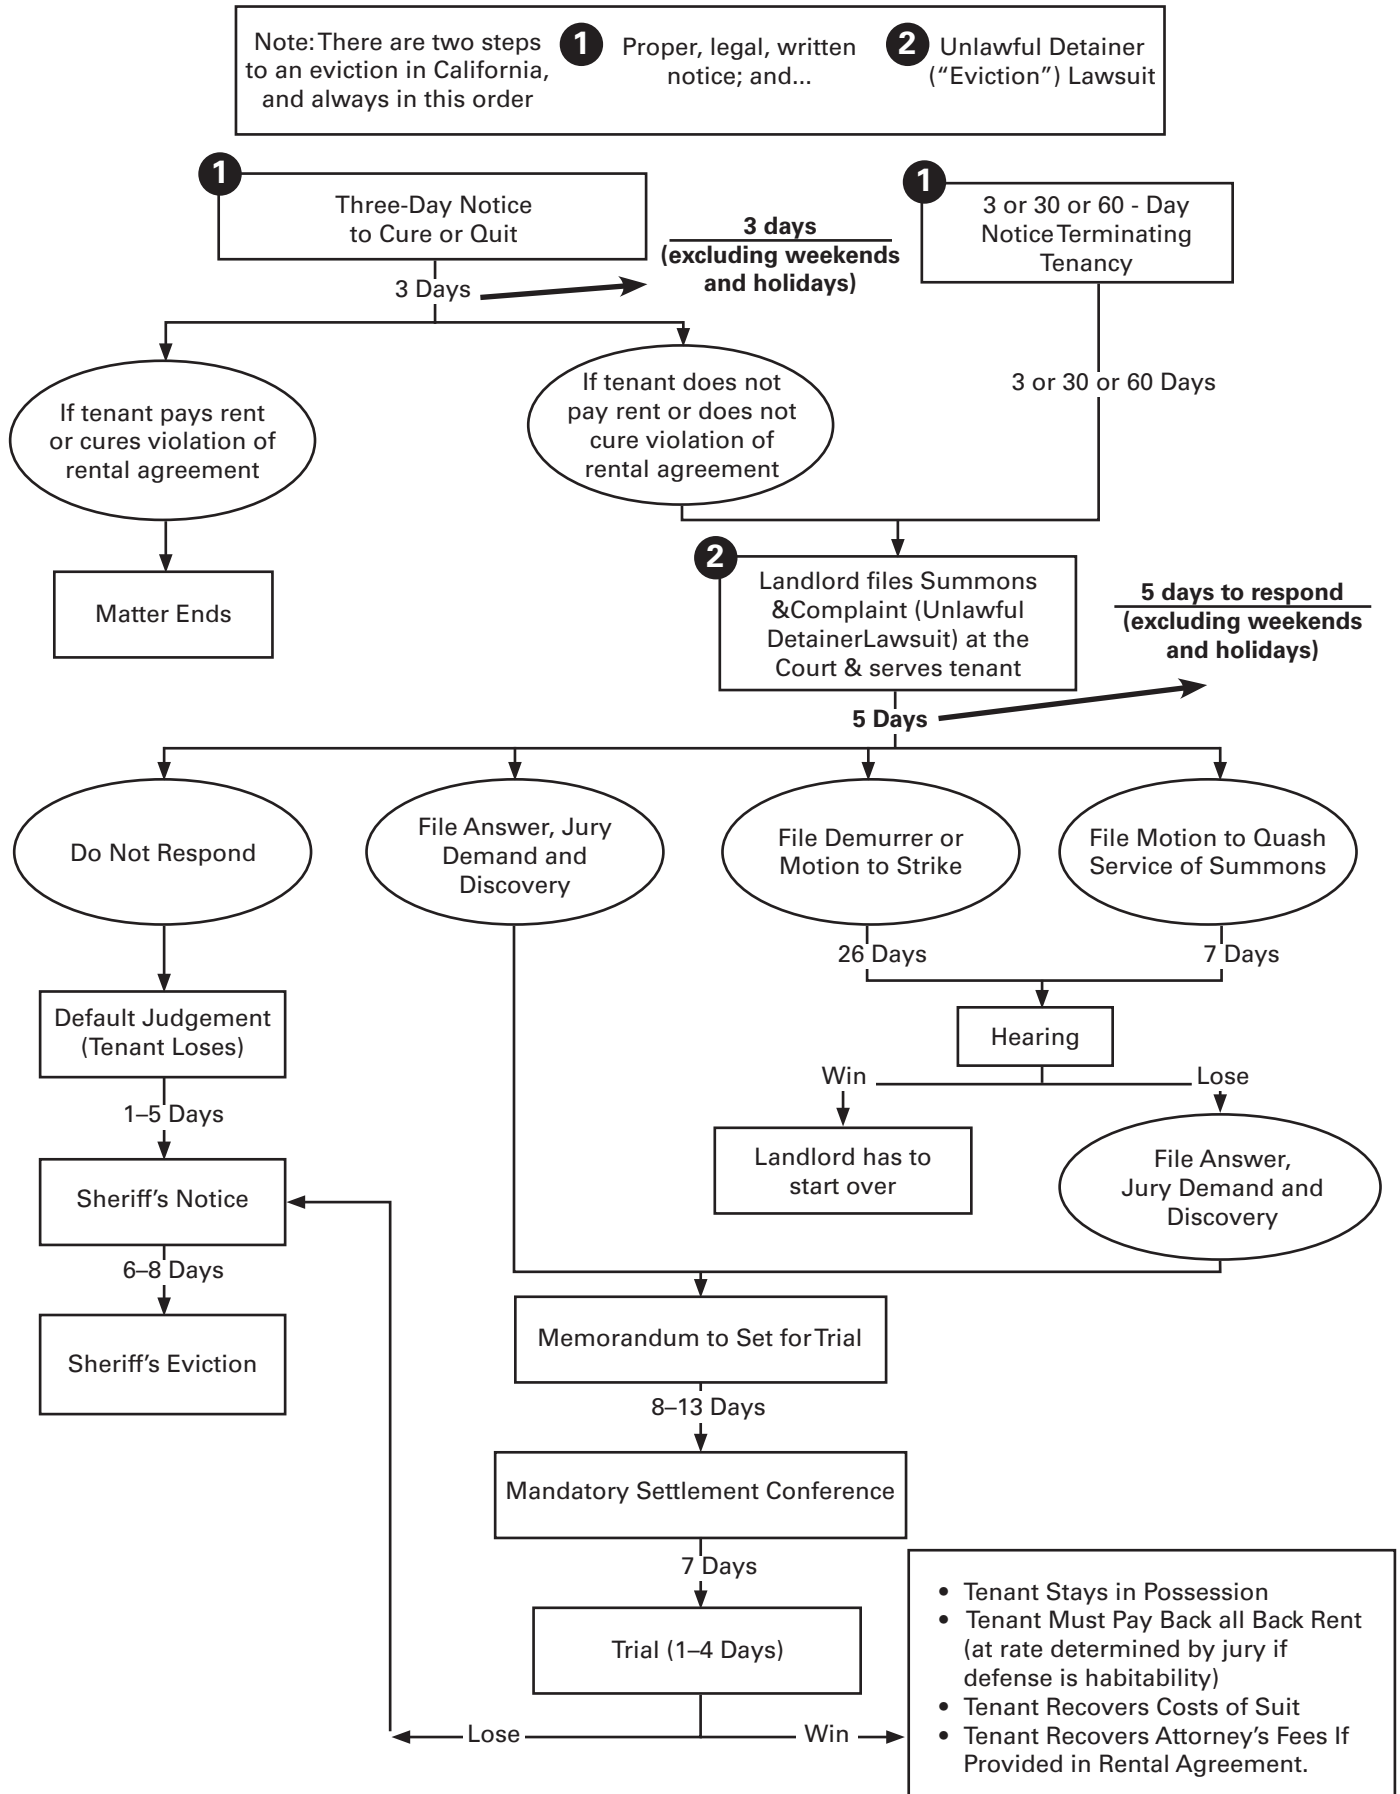 Note: There are two steps
to an eviction in California,
and always in this order
1
Proper, legal, written
notice; and...
2
Unlawful Detainer
(“Eviction”) Lawsuit
1
Three-Day Notice
to Cure or Quit
3 Days
3 days
(excluding weekends
and holidays)
1
3 or 30 or 60 - Day
Notice Terminating
Tenancy
3 or 30 or 60 Days
If tenant pays rent
or cures violation of
rental agreement
If tenant does not
pay rent or does not
cure violation of
rental agreement
Matter Ends
2
Landlord files Summons
&Complaint (Unlawful
DetainerLawsuit) at the
Court & serves tenant
5 Days
5 days to respond
(excluding weekends
and holidays)
Do Not Respond
File Answer, Jury
Demand and
Discovery
File Demurrer or
Motion to Strike
File Motion to Quash
Service of Summons
26 Days
7 Days
Default Judgement
(Tenant Loses)
Hearing
Win
Lose
1–5 Days
Landlord has to
start over
File Answer,
Jury Demand and
Discovery
Sheriff’s Notice
6–8 Days
Sheriff’s Eviction
Memorandum to Set for Trial
8–13 Days
Mandatory Settlement Conference
7 Days
Trial (1–4 Days)
Lose
Win
• Tenant Stays in Possession
• Tenant Must Pay Back all Back Rent
(at rate determined by jury if
defense is habitability)
• Tenant Recovers Costs of Suit
• Tenant Recovers Attorney’s Fees If
Provided in Rental Agreement.